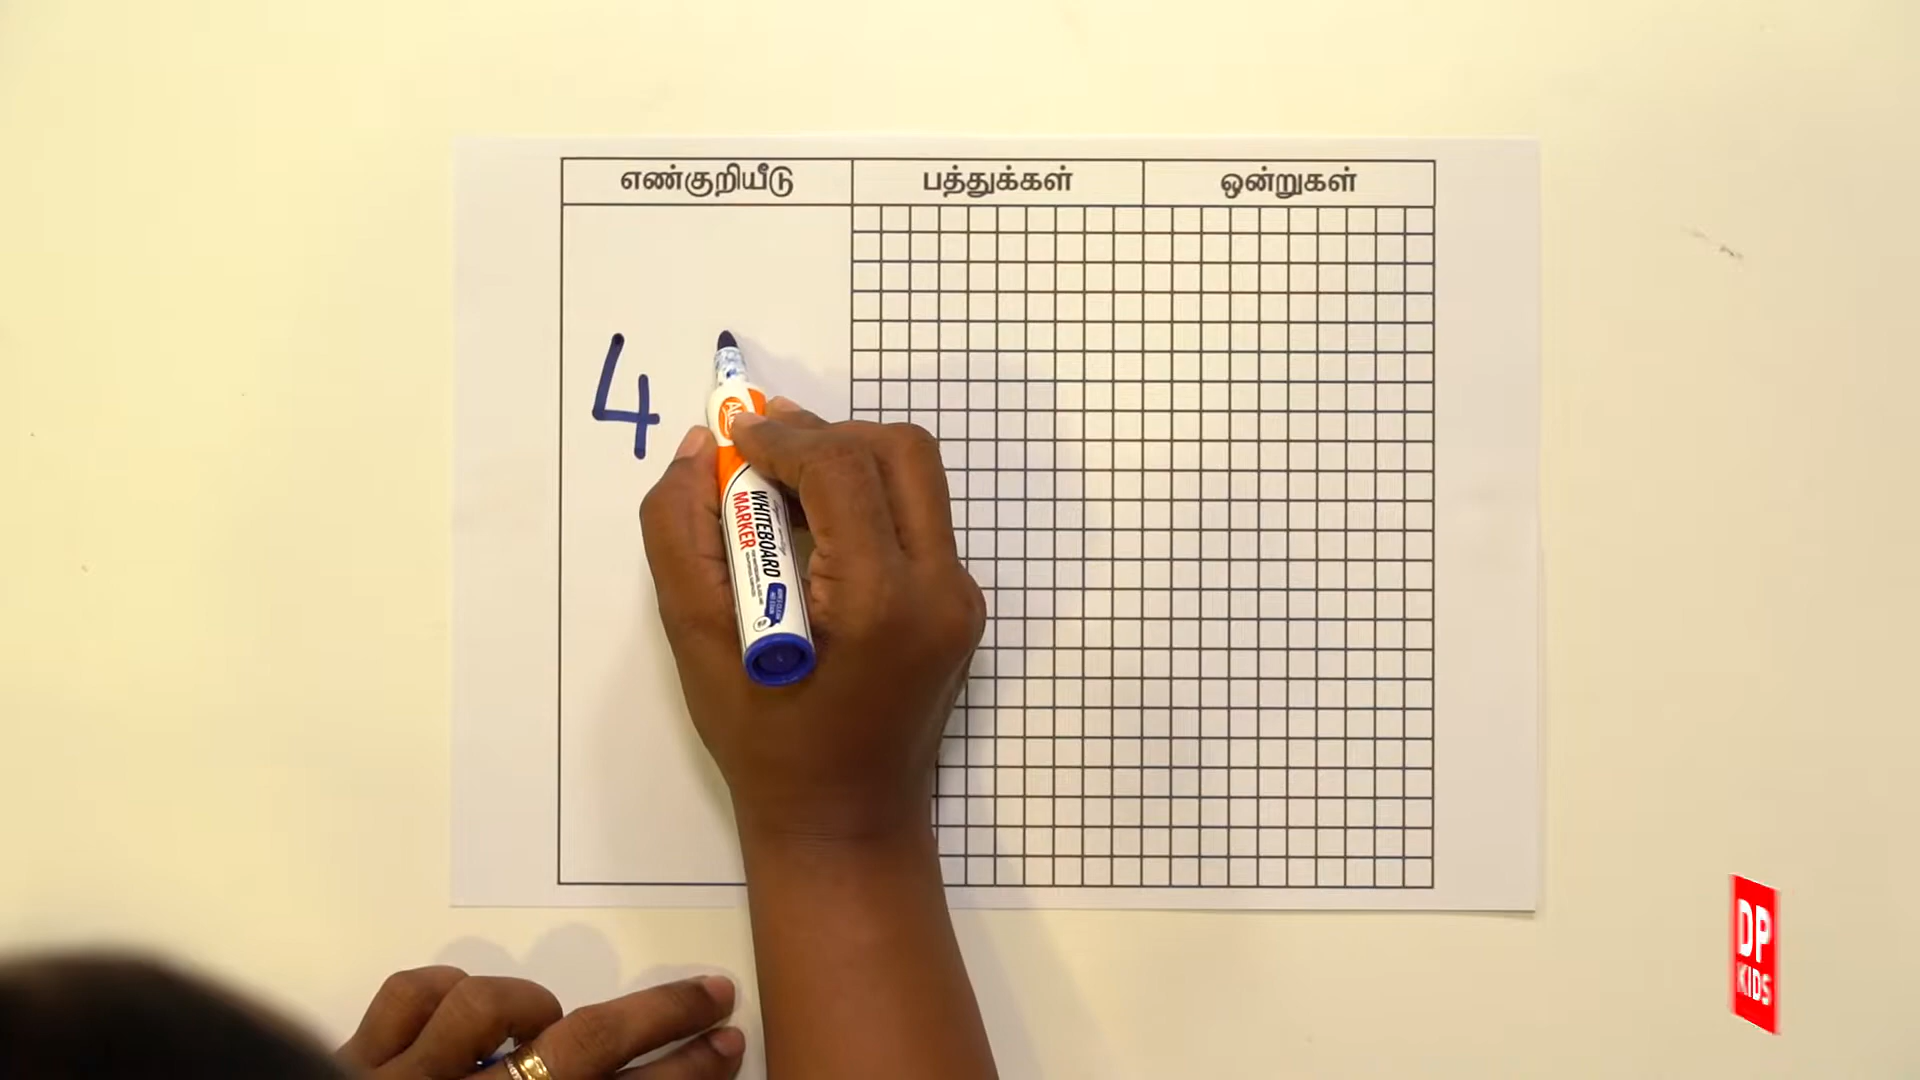 எண்குறியீடு பத்துக்கள் ஒன்றுகள்
4
WHITEBOARD
MARKER
DP
KIDS